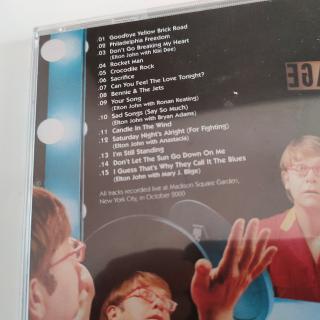 .01 Goodbye Yellow Brick Road
.02 Philadelphia Freedom
.03 Don't Go Breaking My Heart
(Elton John with Kiki Dee)
.04 Rocket Man
.05 Crocodile Rock
.06 Sacrifice
.07 Can You Feel The Love Tonight?
.08 Bennie & The Jets
.09 Your Song
(Elton John with Ronan Keating)
.10 Sad Songs (Say So Much)
(Elton John with Bryan Adams)
.11 Candle In The Wind
.12 Saturday Night's Alright (For Fighting)
(Elton John with Anastacia)
.13 I'm Still Standing
.14 Don't Let The Sun Go Down On Me
.15 I Guess That's Why They Call It The Blues
(Elton John with Mary J. Blige)
All tracks recorded live at Madison Square Garden,
New York City, in October 2000